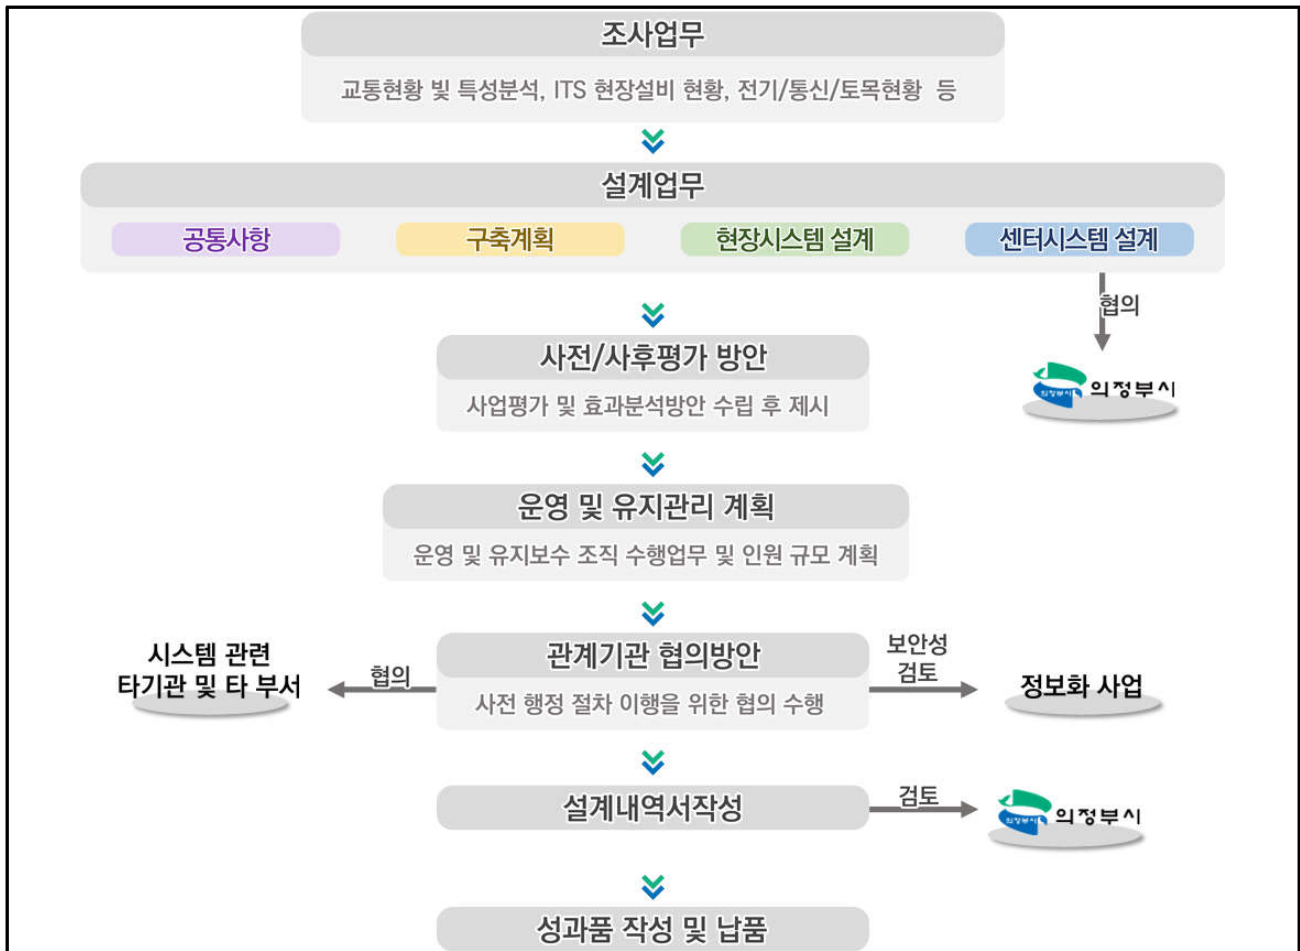 조사업무
교통현황 빛 특성분석, ITS 현장설비 현황, 전기/통신/토목현황 등
설계업무
공통사항 구축계획 현장시스템 설계 센터시스템 설계
협의
사전/사후평가 방안
의정부시 의정부시
사업평가 및 효과분석방안 수립 후 제시
운영 및 유지관리 계획
운영 및 유지보수 조직 수행업무 및 인원 규모 계획
시스템 관련
타기관 및 타 부서
협의
관계기관 협의방안
사전 행정 절차 이행을 위한 협의 수행
보안성
검토
정보화 사업
설계내역서작성
검토
의정부시 의정부시
성과품 작성 및 납품